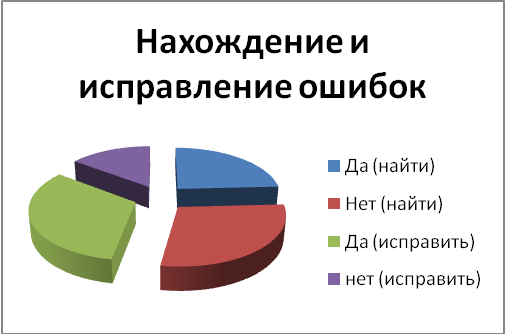 Нахождение и
исправление ошибок
Да (найти)
Нет (найти)
Да (исправить)
нет (исправить)